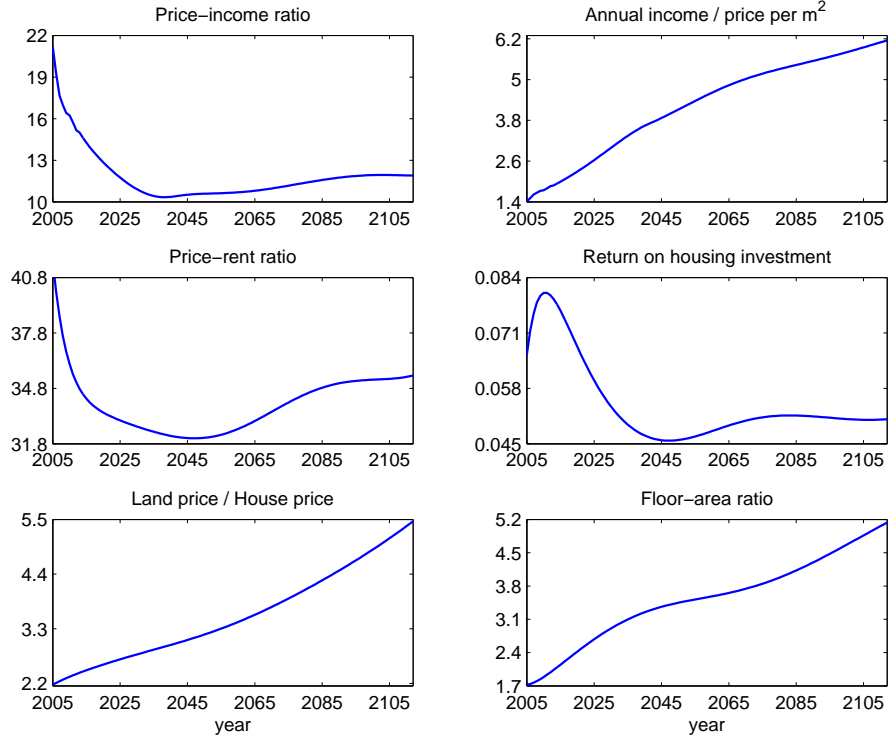 Price−income ratio
22
19
16
13
10
2005 2025 2045 2065 2085 2105
Annual income / price per m2
6.2
5
3.8
2.6
1.4
2005 2025 2045 2065 2085 2105
Price−rent ratio
40.8
37.8
34.8
31.8
2005 2025 2045 2065 2085 2105
Return on housing investment
0.084
0.071
0.058
0.045
2005 2025 2045 2065 2085 2105
Land price / House price
5.5
4.4
3.3
2.2
2005 2025 2045 2065 2085 2105
year
Floor−area ratio
5.2
4.5
3.8
3.1
2.4
1.7
2005 2025 2045 2065 2085 2105
year